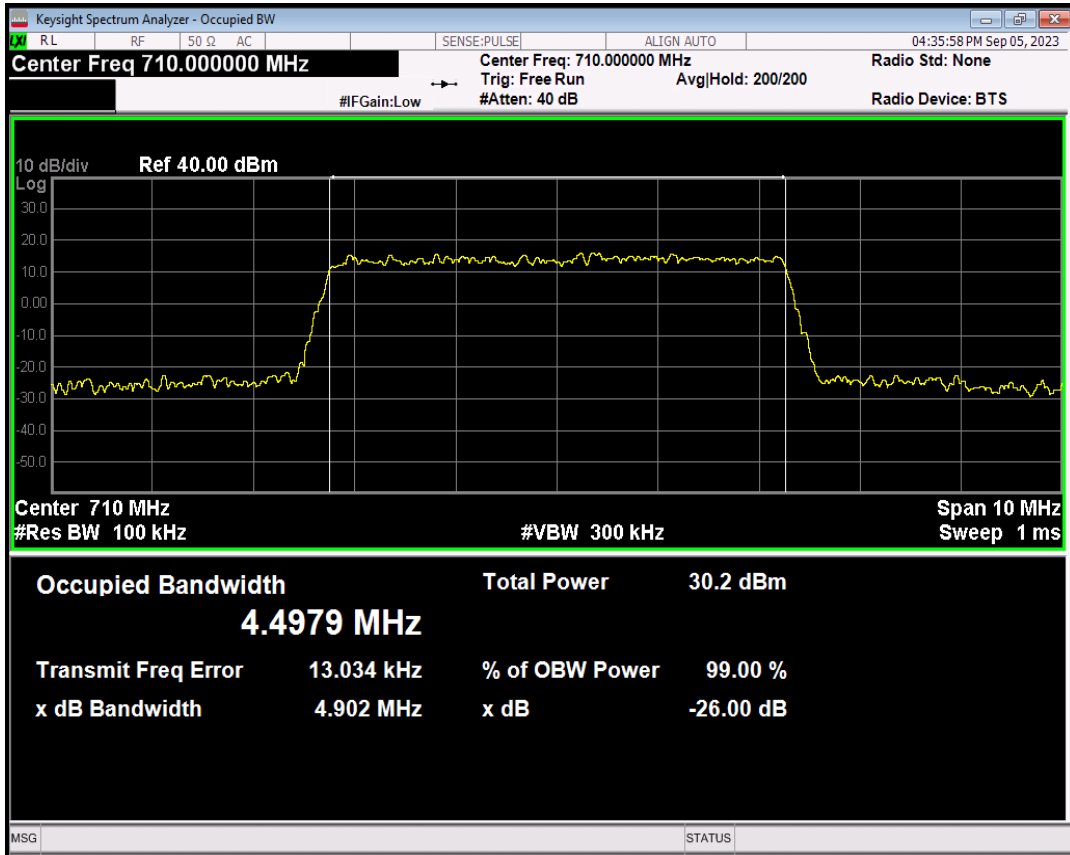 Keysight Spectrum Analyzer - Occupied BW
LXI RL RF 50 Ω AC SENSE:PULSE ALIGN AUTO 04:35:58 PM Sep 05, 2023
Center Freq 710.000000 MHz Center Freq: 710.000000 MHz Radio Std: None
Trig: Free Run Avg|Hold: 200/200
#IFGain:Low #Atten: 40 dB Radio Device: BTS
10 dB/div Ref 40.00 dBm
Log
30.0
20.0
10.0
0.00
-10.0
-20.0
-30.0
-40.0
-50.0
Center 710 MHz Span 10 MHz
#Res BW 100 kHz #VBW 300 kHz Sweep 1 ms
Occupied Bandwidth Total Power 30.2 dBm
4.4979 MHz
Transmit Freq Error 13.034 kHz % of OBW Power 99.00 %
x dB Bandwidth 4.902 MHz x dB -26.00 dB
MSG STATUS